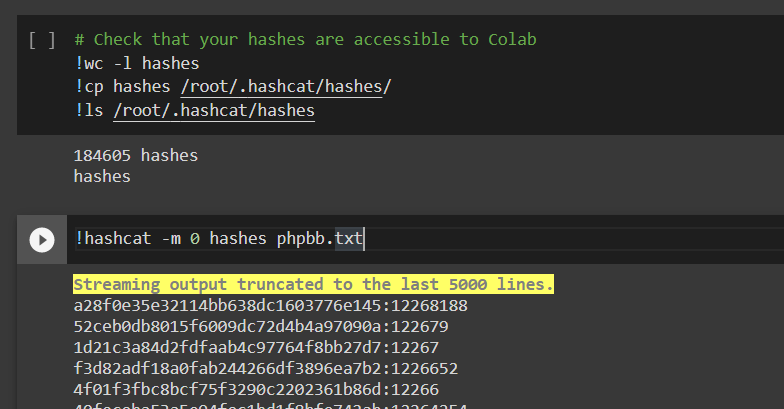 [ ] # Check that your hashes are accessible to Colab
!wc -l hashes
!cp hashes /root/.hashcat/hashes/
!ls /root/.hashcat/hashes
184605 hashes
hashes
!hashcat -m 0 hashes phpbb.txt
Streaming output truncated to the last 5000 lines.
a28f0e35e32114bb638dc1603776e145:12268188
52ceb0db8015f6009dc72d4b4a97090a:122679
1d21c3a84d2fdfaab4c97764f8bb27d7:12267
f3d82adf18a0fab244266df3896ea7b2:1226652
4f01f3fbc8bcf75f3290c2202361b86d:12266